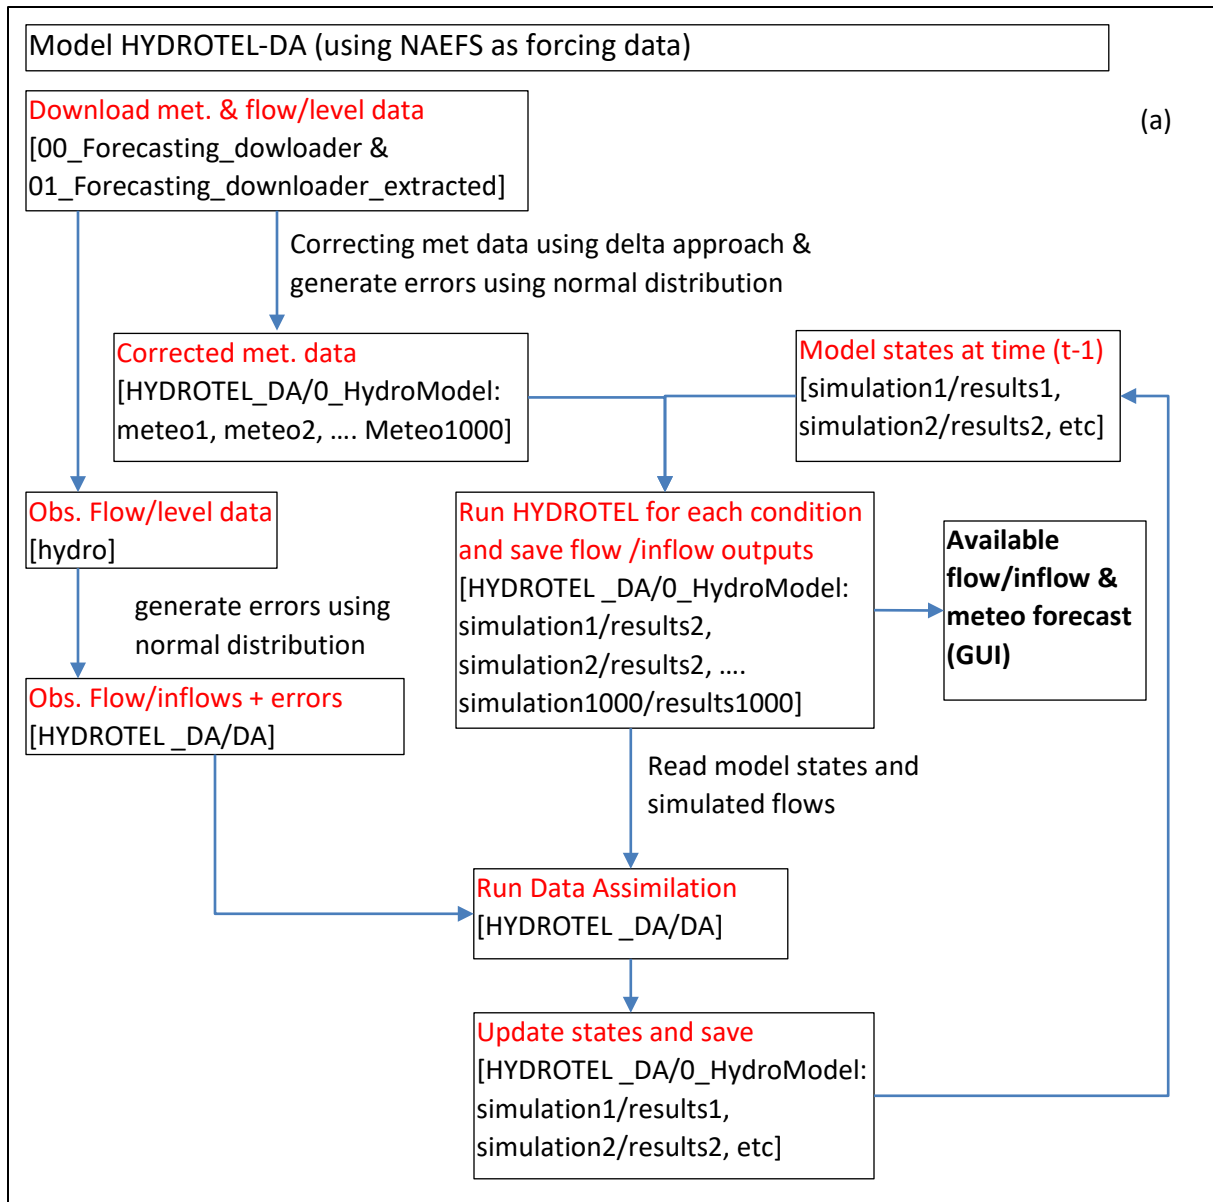 Model HYDROTEL-DA (using NAEFS as forcing data)
(a)
Download met. & flow/level data
[00_Forecasting_dowloader &
01_Forecasting_downloader_extracted]
Correcting met data using delta approach &
generate errors using normal distribution
Corrected met. data
[HYDROTEL_DA/0_HydroModel:
meteo1, meteo2, .... Meteo1000]
Model states at time (t-1)
[simulation1/results1,
simulation2/results2, etc]
Obs. Flow/level data
[hydro]
Run HYDROTEL for each condition
and save flow /inflow outputs
[HYDROTEL _DA/0_HydroModel:
simulation1/results2,
simulation2/results2, ....
simulation1000/results1000]
Available
flow/inflow &
meteo forecast
(GUI)
generate errors using
normal distribution
Obs. Flow/inflows + errors
[HYDROTEL _DA/DA]
Read model states and
simulated flows
Run Data Assimilation
[HYDROTEL _DA/DA]
Update states and save
[HYDROTEL _DA/0_HydroModel:
simulation1/results1,
simulation2/results2, etc]